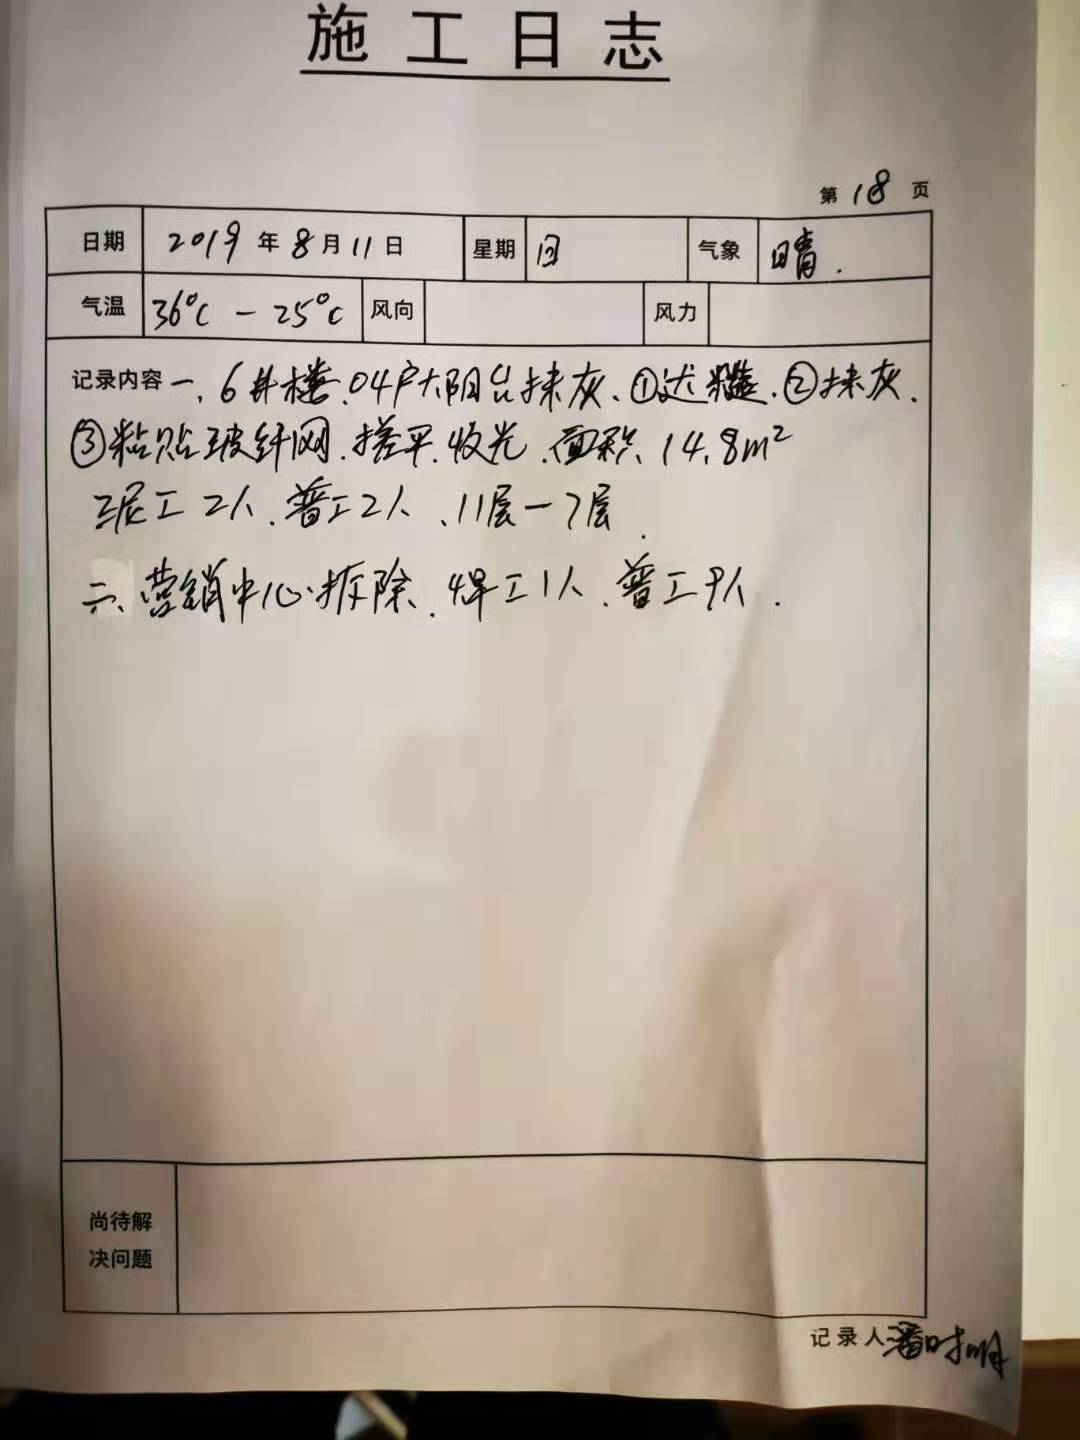 施工日志
第 18 页
日期 2019 年 8 月 11 日 星期 日 气象 晴.
气温 36℃ - 25℃ 风向 风力
记录内容 一、6#楼.04户大阳台抹灰、①达.②抹灰.
③粘贴玻纤网.搓平.收光.面积 14.8m²
泥工2人.普工2人、11层-7层.
二、营销中心拆除.焊工1人.普工9人.
尚待解
决问题
记录人 潘时明